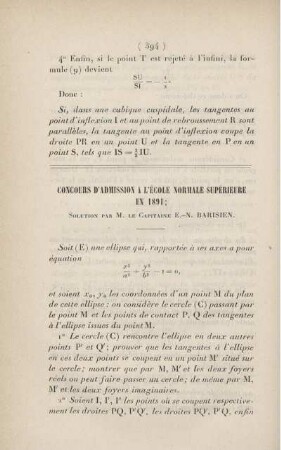 ( 394 )
4° Enfin, si le point T est rejeté à l'infini, la for-
mule (9) devient
SU
SI
Donc :
Si, dans une cubique cuspidale, les tangentes au
point d'inflexion I et au point de rebroussement R sont
parallèles, la tangente au point d'inflexion coupe la
droite PR en un point U et la tangente en P en un
point S, tels que IS = IU.
CONCOURS D'ADMISSION A L'ÉCOLE NORMALE SUPÉRIEURE
EN 1891;
SOLUTION PAR M. LE CAPITAINE E.-N. BARISIEN.
Soit (E) une ellipse qui, rapportée à ses axes a pour
équation
x²/a² + y²/b² − 1 = 0,
et soient x₀, y₀ les coordonnées d'un point M du plan
de cette ellipse : on considère le cercle (C) passant par
le point M et les points de contact P, Q des tangentes
à l'ellipse issues du point M.
1° Le cercle (C) rencontre l'ellipse en deux autres
points P' et Q'; prouver que les tangentes à l'ellipse
en ces deux points se coupent en un point M' situé sur
le cercle; montrer que par M, M' et les deux foyers
réels on peut faire passer un cercle; de même par M,
M' et les deux foyers imaginaires.
2° Soient I, I', I" les points où se coupent respective-
ment les droites PQ, P'Q', les droites PQ', P'Q, enfin